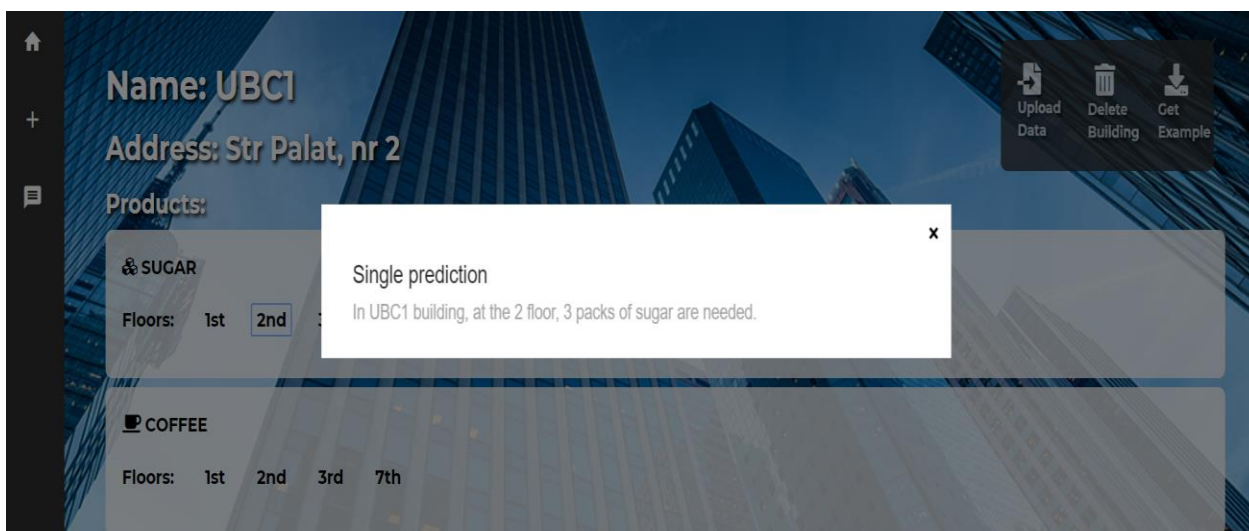 Name: UBC1
Address: Str Palat, nr 2
Products:
Upload Data
Delete Building
Get Example
SUGAR
Floors: 1st 2nd
x
Single prediction
In UBC1 building, at the 2 floor, 3 packs of sugar are needed.
COFFEE
Floors: 1st 2nd 3rd 7th